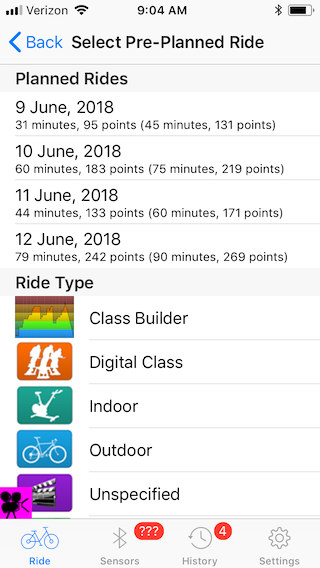 Verizon 9:04 AM
Back Select Pre-Planned Ride
Planned Rides
9 June, 2018
31 minutes, 95 points (45 minutes, 131 points)
10 June, 2018
60 minutes, 183 points (75 minutes, 219 points)
11 June, 2018
44 minutes, 133 points (60 minutes, 171 points)
12 June, 2018
79 minutes, 242 points (90 minutes, 269 points)
Ride Type
Class Builder
Digital Class
Indoor
Outdoor
Unspecified
??? 4
Ride Sensors History Settings